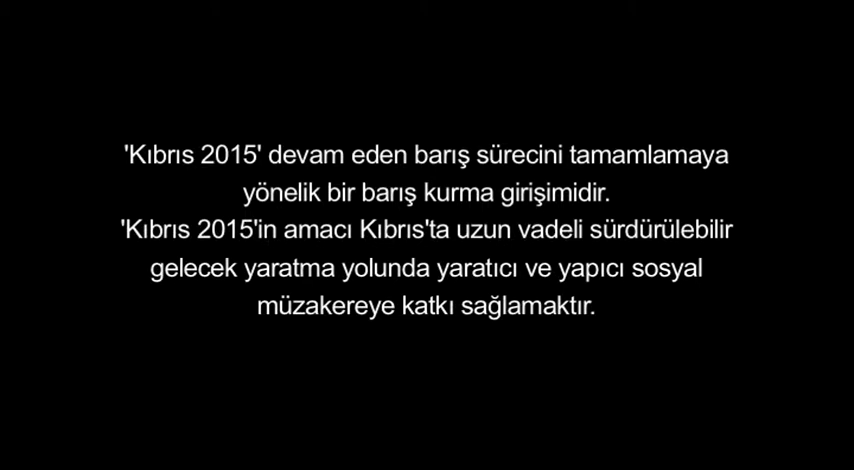 'Kıbrıs 2015' devam eden barış sürecini tamamlamaya
yönelik bir barış kurma girişimidir.
'Kıbrıs 2015'in amacı Kıbrıs'ta uzun vadeli sürdürülebilir
gelecek yaratma yolunda yaratıcı ve yapıcı sosyal
müzakereye katkı sağlamaktır.